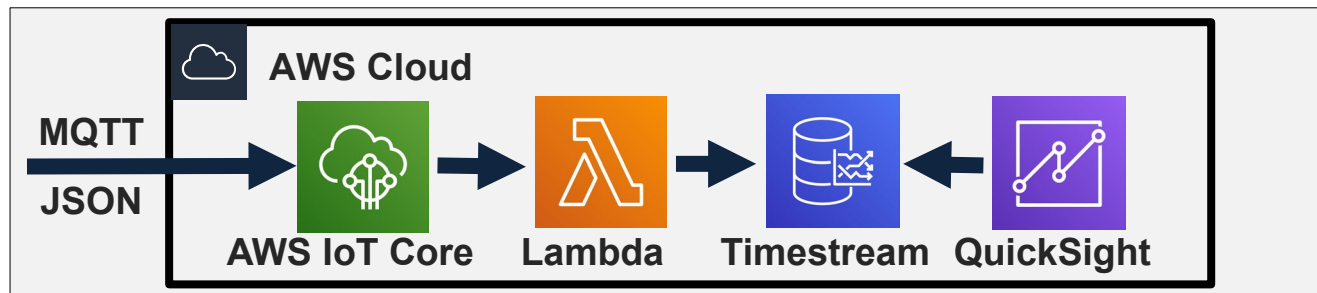 AWS Cloud
MQTT
JSON
AWS IoT Core
Lambda
Timestream
QuickSight